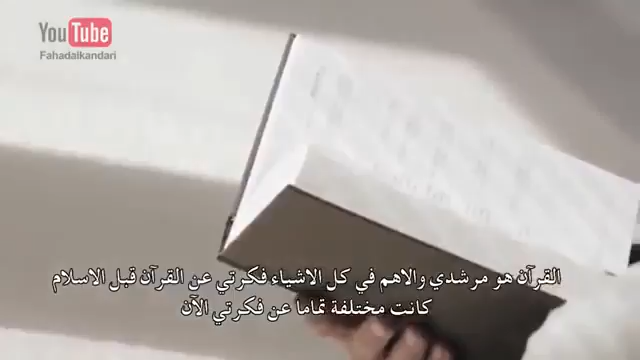 YouTube
Fahadalkandari
القرآن هو مرشدي والاهم في كل الاشياء فكرتي عن القرآن قبل الاسلام
كانت مختلفة تماما عن فكرتي الآن